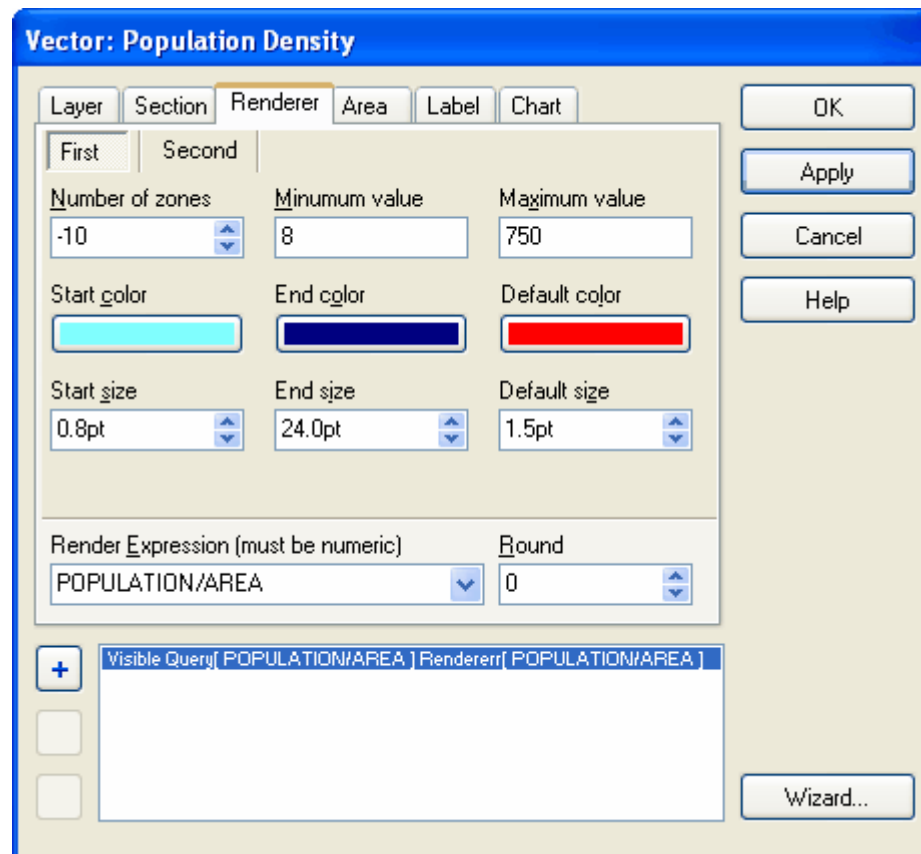 Vector: Population Density
Layer Section Renderer Area Label Chart
OK
First Second
Apply
Number of zones Minumum value Maximum value
-10 8 750
Cancel
Start color End color Default color
Help
Start size End size Default size
0.8pt 24.0pt 1.5pt
Render Expression (must be numeric) Round
POPULATION/AREA 0
+
Visible Query[ POPULATION/AREA ] Rendererr[ POPULATION/AREA ]
Wizard...